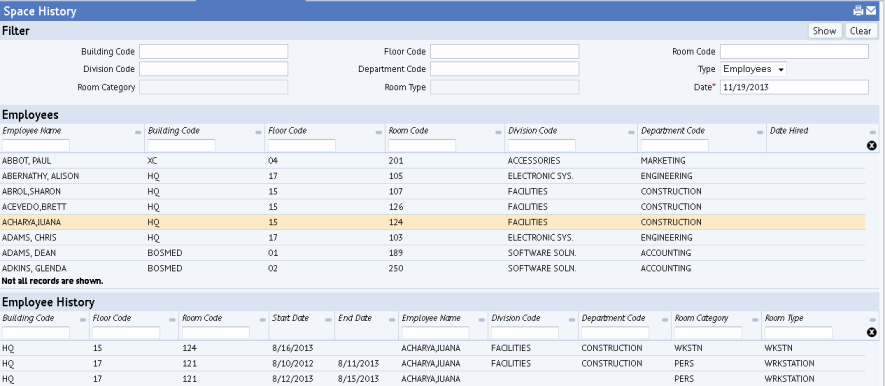 Space History
Filter Show Clear
Building Code Floor Code Room Code
Division Code Department Code Type Employees
Room Category Room Type Date* 11/19/2013
Employees
Employee Name Building Code Floor Code Room Code Division Code Department Code Date Hired
ABBOT, PAUL XC 04 201 ACCESSORIES MARKETING
ABERNATHY, ALISON HQ 17 105 ELECTRONIC SYS. ENGINEERING
ABROL,SHARON HQ 15 107 FACILITIES CONSTRUCTION
ACEVEDO,BRETT HQ 15 126 FACILITIES CONSTRUCTION
ACHARYA,JUANA HQ 15 124 FACILITIES CONSTRUCTION
ADAMS, CHRIS HQ 17 103 ELECTRONIC SYS. ENGINEERING
ADAMS, DEAN BOSMED 01 189 SOFTWARE SOLN. ACCOUNTING
ADKINS, GLENDA BOSMED 02 250 SOFTWARE SOLN. ACCOUNTING
Not all records are shown.
Employee History
Building Code Floor Code Room Code Start Date End Date Employee Name Division Code Department Code Room Category Room Type
HQ 15 124 8/16/2013 ACHARYA,JUANA FACILITIES CONSTRUCTION WKSTN WKSTN
HQ 17 121 8/10/2012 8/11/2013 ACHARYA,JUANA FACILITIES CONSTRUCTION PERS WRKSTATION
HQ 17 121 8/12/2013 8/15/2013 ACHARYA,JUANA PERS WRKSTATION